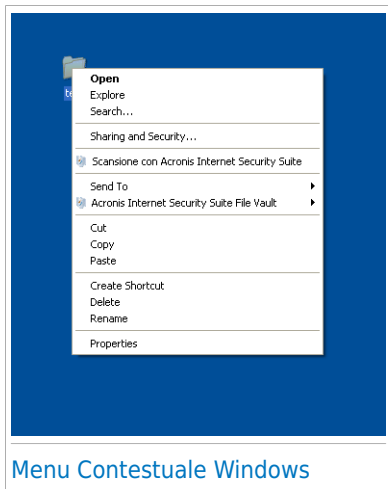 Open
Explore
Search...
Sharing and Security...
Scansione con Acronis Internet Security Suite
Send To
Acronis Internet Security Suite File Vault
Cut
Copy
Paste
Create Shortcut
Delete
Rename
Properties
Menu Contestuale Windows